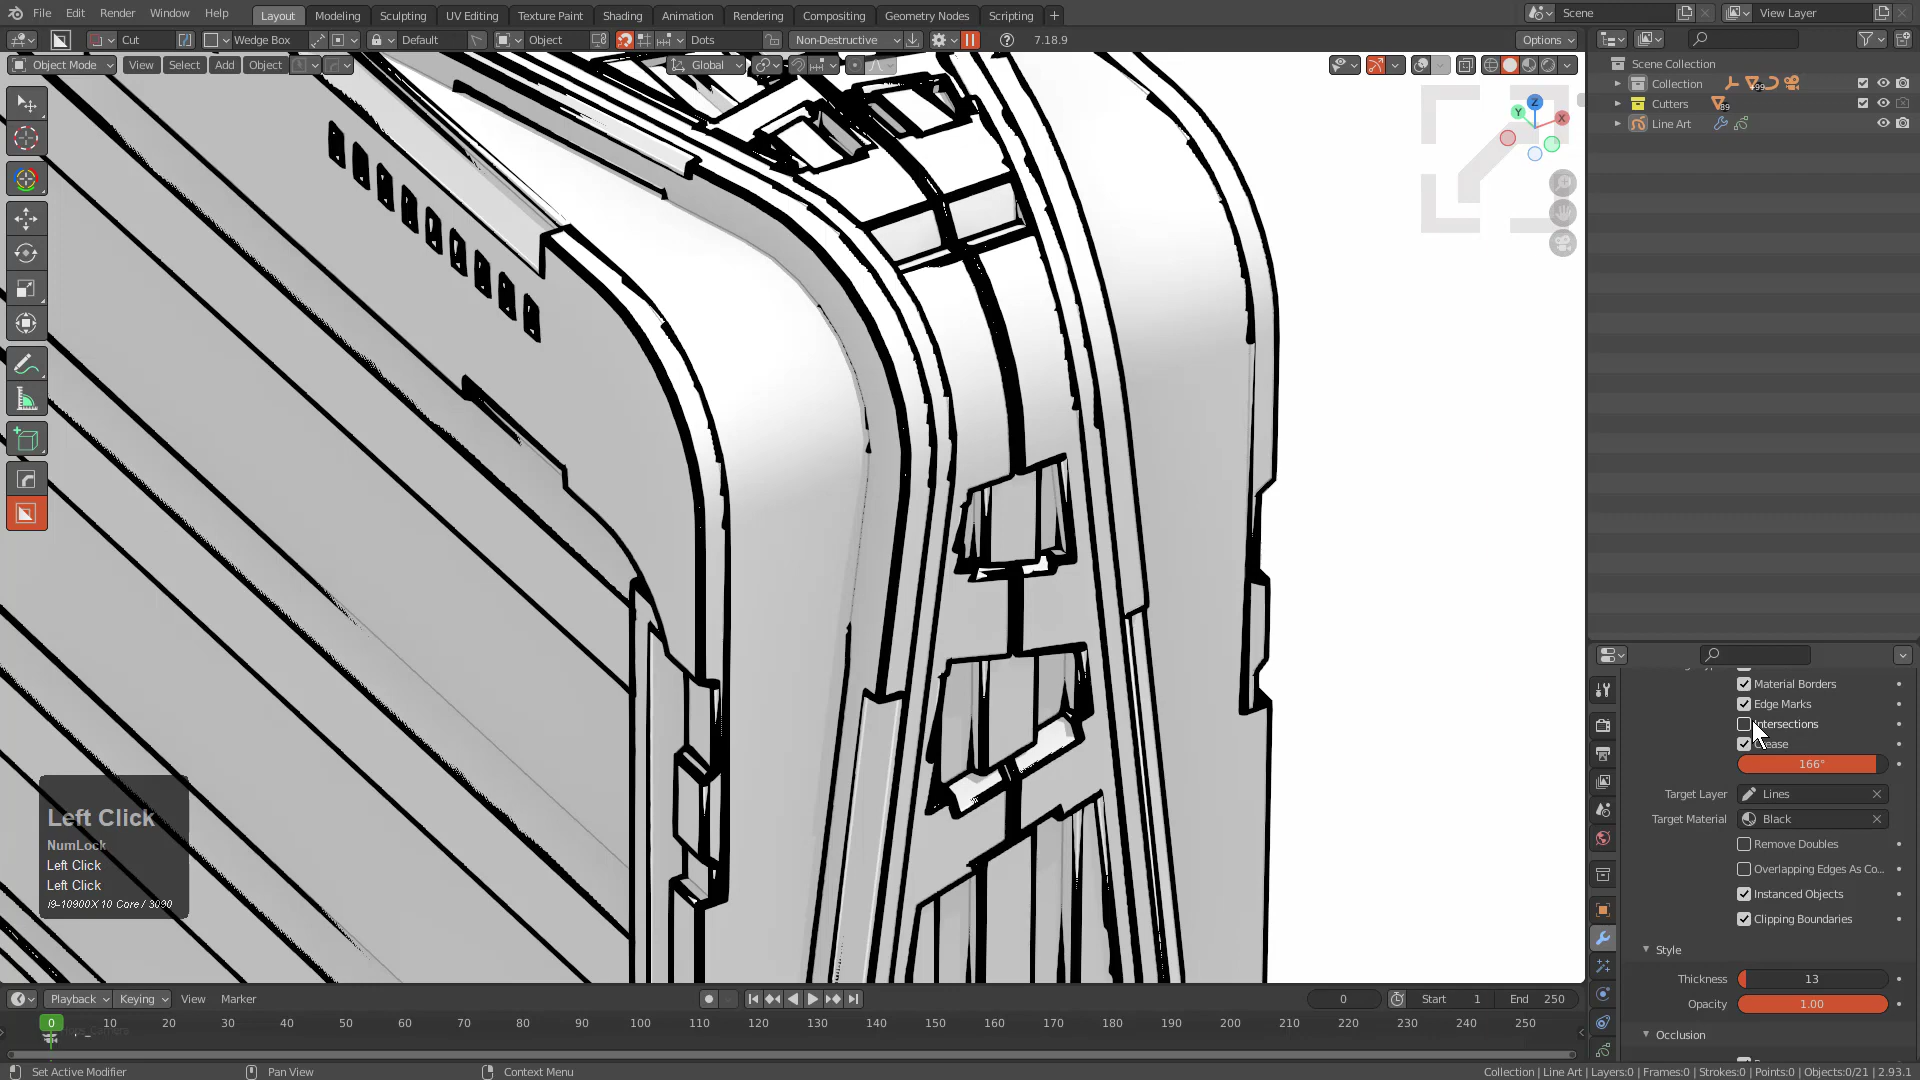 File Edit Render Window Help Layout Modeling Sculpting UV Editing Texture Paint Shading Animation Rendering Compositing Geometry Nodes Scripting + Scene View Layer
Cut Wedge Box Default Object Dots Non-Destructive 7.18.9 Options
Object Mode View Select Add Object Global
Scene Collection
Collection 99
Cutters 89
Line Art
Z
Y
X
Material Borders
Edge Marks
Intersections
Crease
166°
Target Layer Lines
Target Material Black
Remove Doubles
Overlapping Edges As Co...
Instanced Objects
Clipping Boundaries
Style
Thickness 13
Opacity 1.00
Occlusion
Left Click
NumLock
Left Click
Left Click
i9-10900X 10 Core / 3090
Playback Keying View Marker 0 Start 1 End 250
0 10 20 30 40 50 60 70 80 90 100 110 120 130 140 150 160 170 180 190 200 210 220 230 240 250
Set Active Modifier Pan View Context Menu Collection | Line Art | Layers:0 | Frames:0 | Strokes:0 | Points:0 | Objects:0/21 | 2.93.1